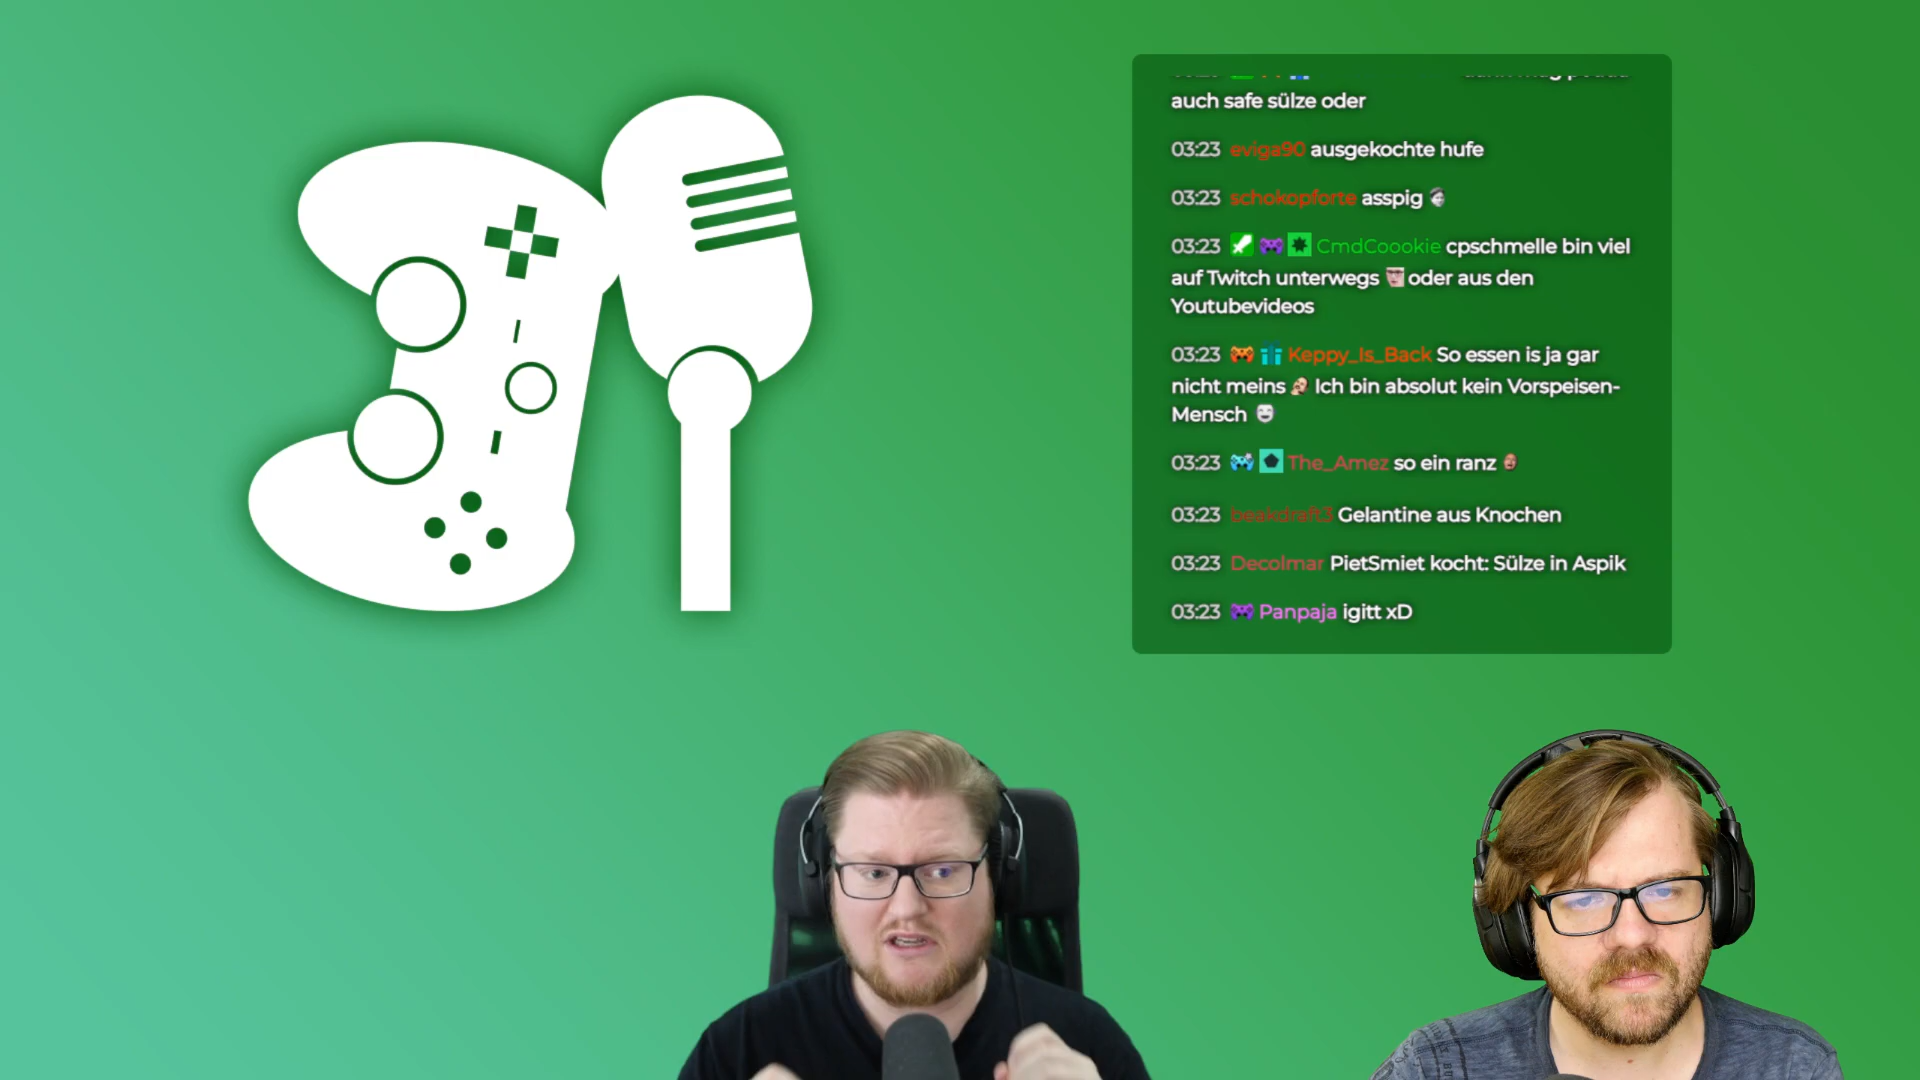 auch safe sülze oder
03:23 eviga90 ausgekochte hufe
03:23 schokopforte asspig
03:23 CmdCoookie cpschmelle bin viel
auf Twitch unterwegs oder aus den
Youtubevideos
03:23 Keppy_Is_Back So essen is ja gar
nicht meins Ich bin absolut kein Vorspeisen-
Mensch
03:23 The_Amez so ein ranz
03:23 beakdraft3 Gelantine aus Knochen
03:23 Decolmar PietSmiet kocht: Sülze in Aspik
03:23 Panpaja igitt xD